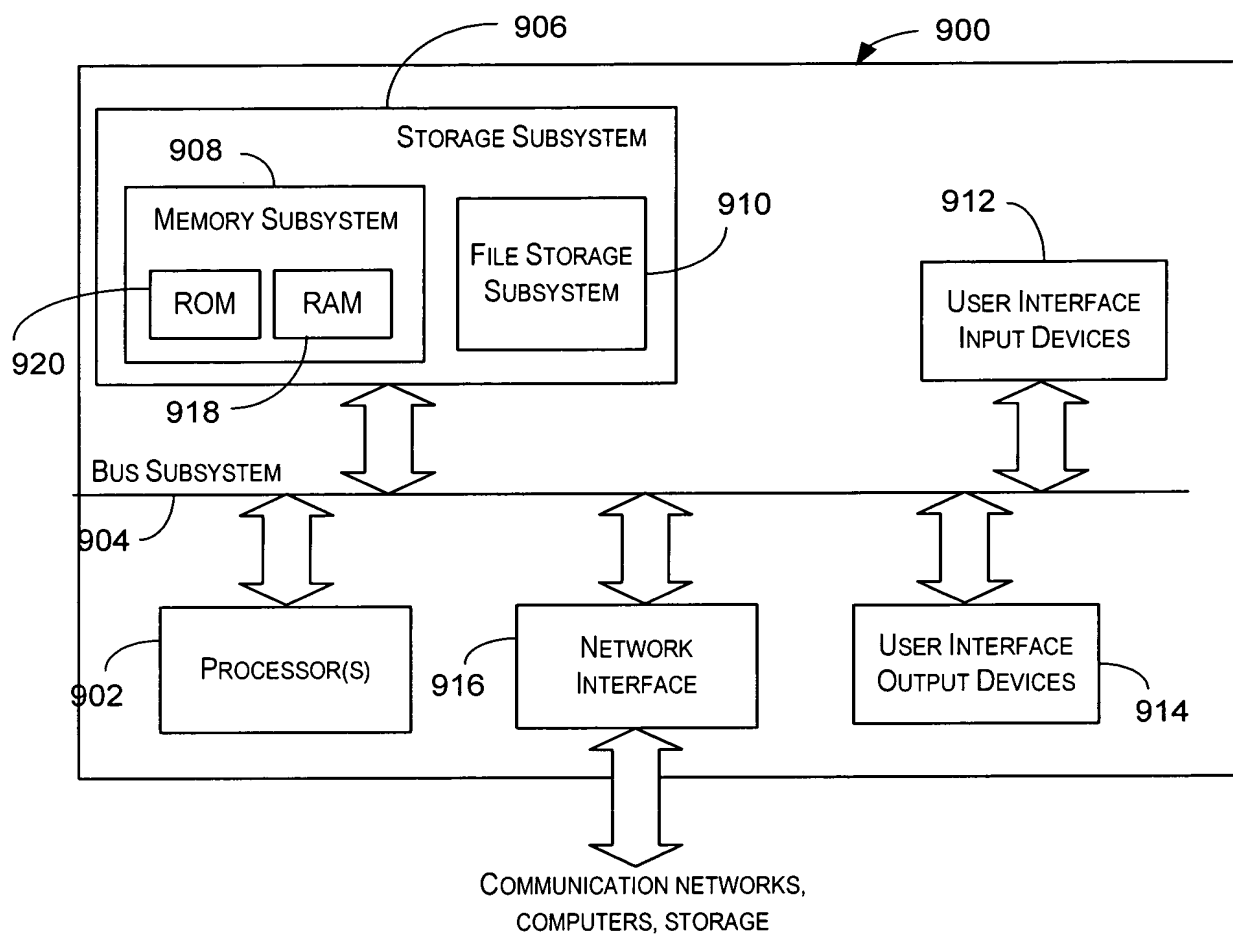 906
900
STORAGE SUBSYSTEM
908
MEMORY SUBSYSTEM
910
912
FILE STORAGE
SUBSYSTEM
ROM
RAM
USER INTERFACE
INPUT DEVICES
920
918
BUS SUBSYSTEM
904
PROCESSOR(S)
902
NETWORK
INTERFACE
916
USER INTERFACE
OUTPUT DEVICES
914
COMMUNICATION NETWORKS,
COMPUTERS, STORAGE